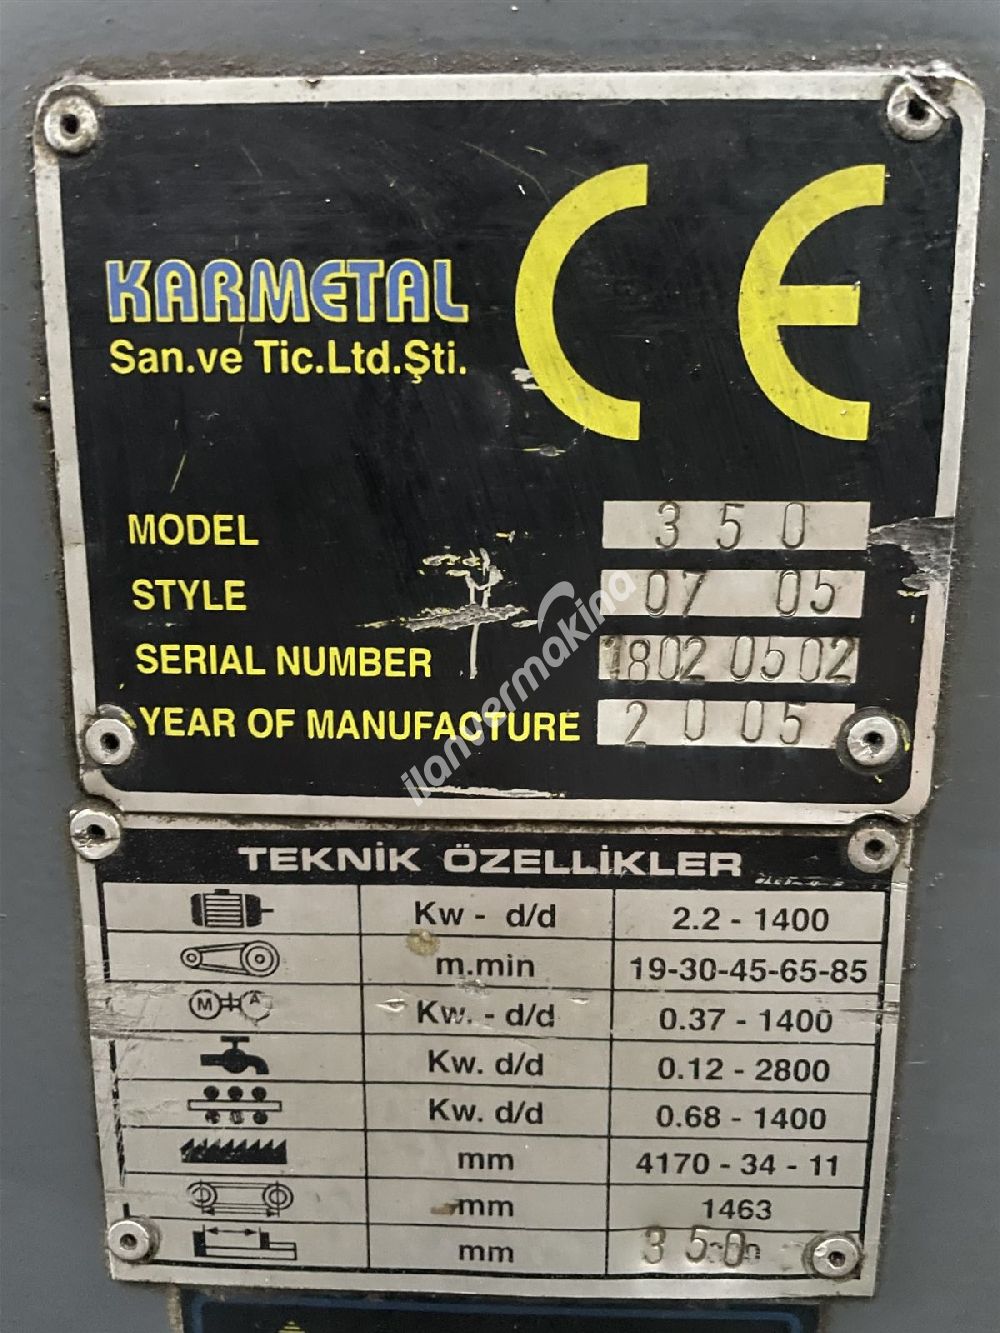 CE
KARMETAL
San.ve Tic.Ltd.Şti.
MODEL 350
STYLE 07 05
SERIAL NUMBER 1802 0502
YEAR OF MANUFACTURE 2005
ilanvermakina
TEKNİK ÖZELLİKLER
Kw - d/d 2.2 - 1400
m.min 19-30-45-65-85
M A Kw. - d/d 0.37 - 1400
Kw. d/d 0.12 - 2800
Kw. d/d 0.68 - 1400
mm 4170 - 34 - 11
mm 1463
mm 350